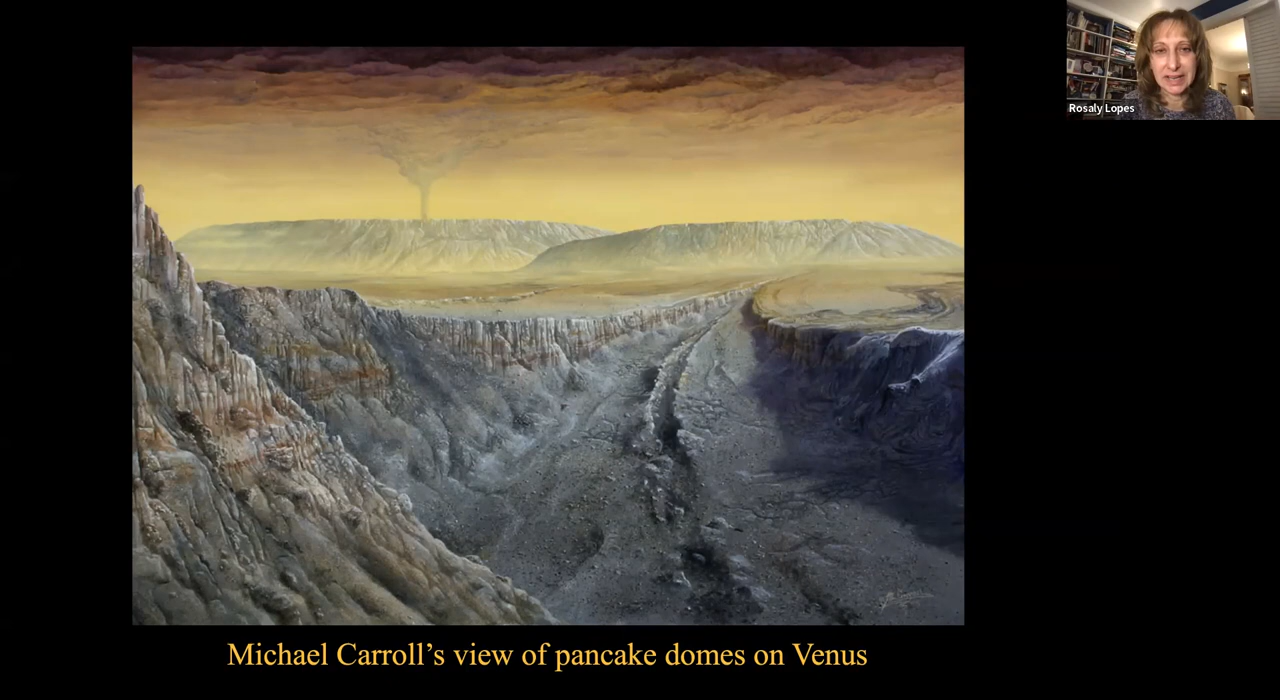 Rosaly Lopes
Michael Carroll’s view of pancake domes on Venus